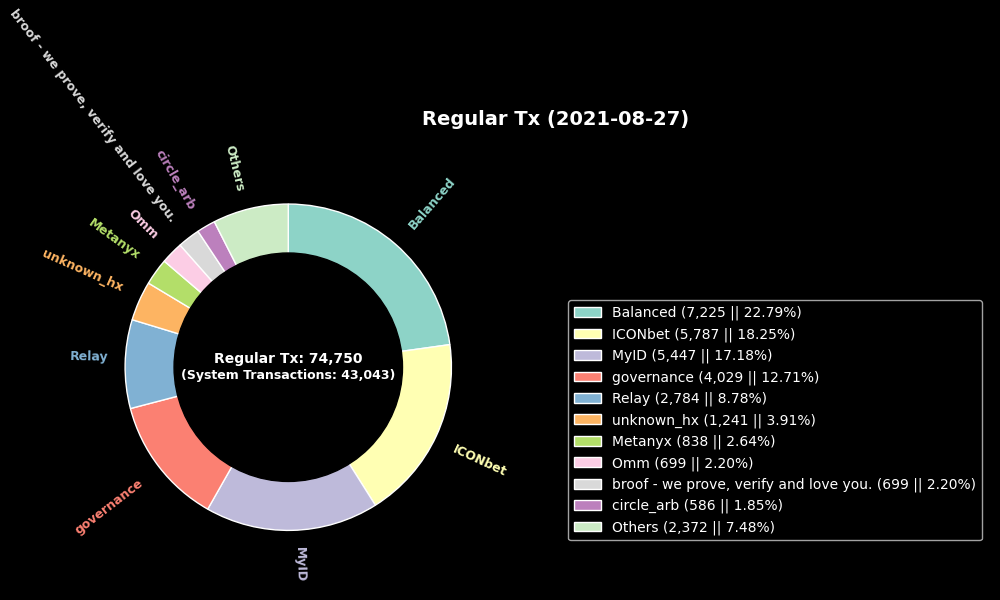 Regular Tx (2021-08-27)
broof - we prove, verify and love you.
circle_arb
Others
Balanced
Omm
Metanyx
unknown_hx
Relay
governance
MyID
ICONbet
Regular Tx: 74,750
(System Transactions: 43,043)
Balanced (7,225 || 22.79%)
ICONbet (5,787 || 18.25%)
MyID (5,447 || 17.18%)
governance (4,029 || 12.71%)
Relay (2,784 || 8.78%)
unknown_hx (1,241 || 3.91%)
Metanyx (838 || 2.64%)
Omm (699 || 2.20%)
broof - we prove, verify and love you. (699 || 2.20%)
circle_arb (586 || 1.85%)
Others (2,372 || 7.48%)